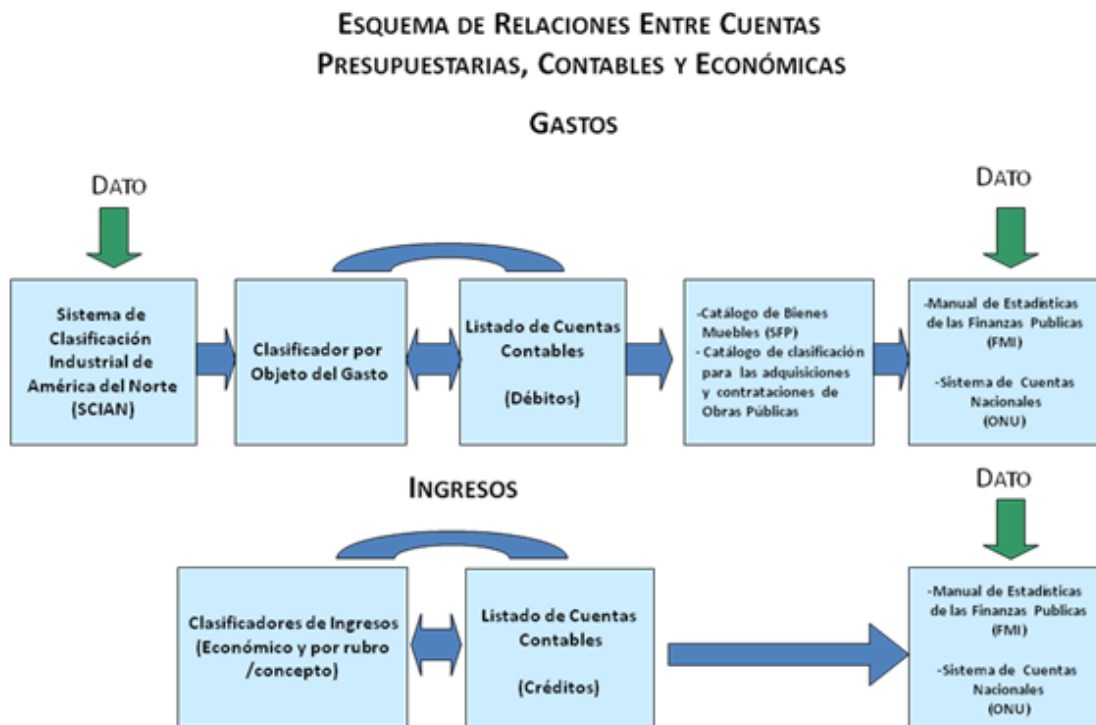 ESQUEMA DE RELACIONES ENTRE CUENTAS
PRESUPUESTARIAS, CONTABLES Y ECONÓMICAS
GASTOS
DATO
DATO
Sistema de
Clasificación
Industrial de
América del Norte
(SCIAN)
Clasificador por
Objeto del Gasto
Listado de Cuentas
Contables
(Débitos)
-Catálogo de Bienes
Muebles (SFP)
- Catálogo de clasificación
para las adquisiciones
y contrataciones de
Obras Públicas
-Manual de Estadísticas
de las Finanzas Publicas
(FMI)
-Sistema de Cuentas
Nacionales
(ONU)
INGRESOS
DATO
Clasificadores de Ingresos
(Económico y por rubro
/concepto)
Listado de Cuentas
Contables
(Créditos)
-Manual de Estadísticas
de las Finanzas Publica
(FMI)
-Sistema de Cuentas
Nacionales
(ONU)